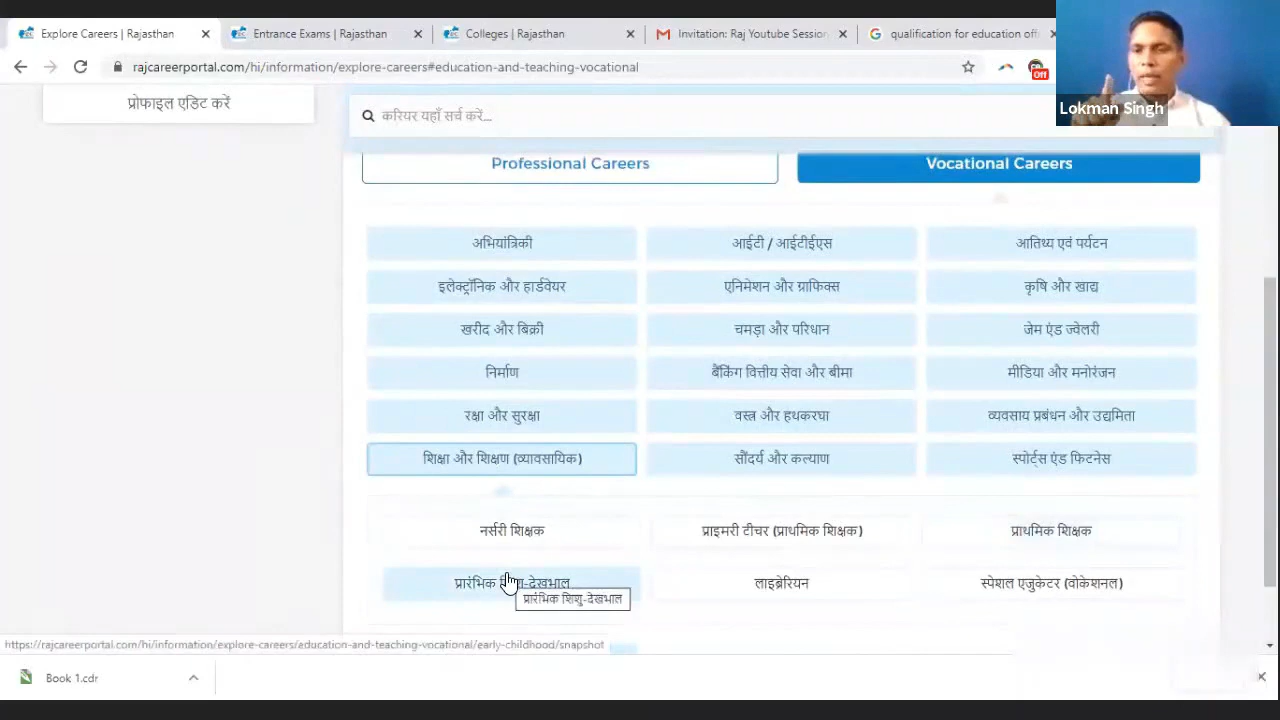 Explore Careers | Rajasthan
Entrance Exams | Rajasthan
Colleges | Rajasthan
Invitation: Raj Youtube Session
qualification for education off
rajcareerportal.com/hi/information/explore-careers#education-and-teaching-vocational
Off
Lokman Singh
प्रोफाइल एडिट करें
करियर यहाँ सर्च करें...
Professional Careers
Vocational Careers
अभियांत्रिकी
आईटी / आईटीईएस
आतिथ्य एवं पर्यटन
इलेक्ट्रॉनिक और हार्डवेयर
एनिमेशन और ग्राफिक्स
कृषि और खाद्य
खरीद और बिक्री
चमड़ा और परिधान
जेम एंड ज्वेलरी
निर्माण
बैंकिंग वित्तीय सेवा और बीमा
मीडिया और मनोरंजन
रक्षा और सुरक्षा
वस्त्र और हथकरघा
व्यवसाय प्रबंधन और उद्यमिता
शिक्षा और शिक्षण (व्यावसायिक)
सौंदर्य और कल्याण
स्पोर्ट्स एंड फिटनेस
नर्सरी शिक्षक
प्राइमरी टीचर (प्राथमिक शिक्षक)
प्राथमिक शिक्षक
प्रारंभिक शिशु-देखभाल
लाइब्रेरियन
स्पेशल एजुकेटर (वोकेशनल)
प्रारंभिक शिशु-देखभाल
https://rajcareerportal.com/hi/information/explore-careers/education-and-teaching-vocational/early-childhood/snapshot
Book 1.cdr